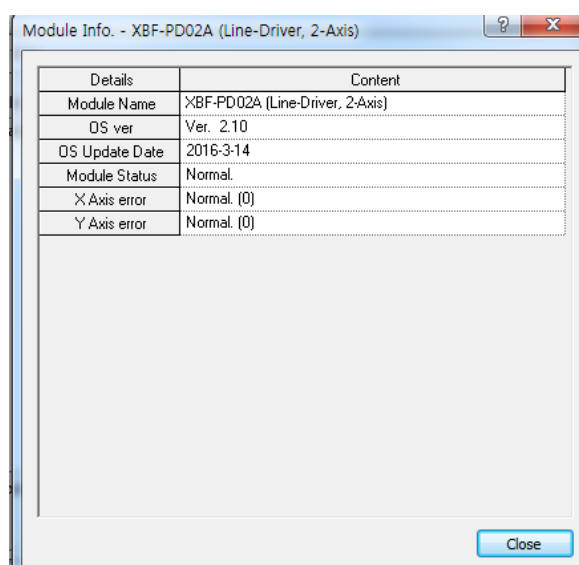 Module Info. - XBF-PD02A (Line-Driver, 2-Axis)
Details Content
Module Name XBF-PD02A (Line-Driver, 2-Axis)
OS ver Ver. 2.10
OS Update Date 2016-3-14
Module Status Normal.
X Axis error Normal. (0)
Y Axis error Normal. (0)
Close